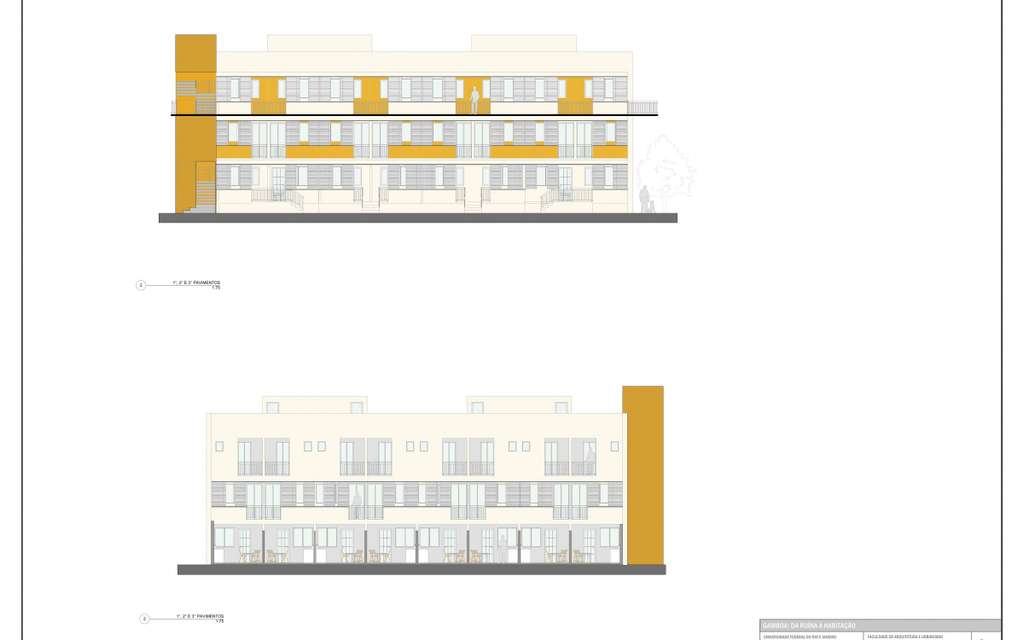 2
1º, 2º E 3º PAVIMENTOS
1:75
2
1º, 2º E 3º PAVIMENTOS
1:75
GAMBOA: DA RUÍNA À HABITAÇÃO
UNIVERSIDADE FEDERAL DO RIO D JANEIRO
FACULDADE DE ARQUITETURA E URBANISMO